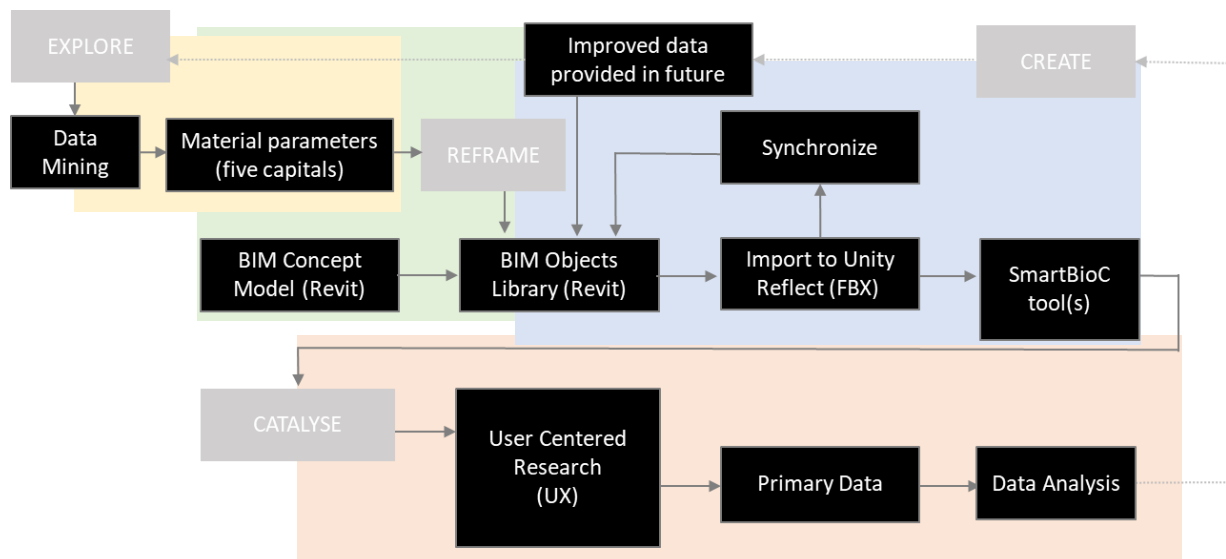 EXPLORE
Improved data
provided in future
CREATE
Data
Mining
Material parameters
(five capitals)
REFRAME
Synchronize
BIM Concept
Model (Revit)
BIM Objects
Library (Revit)
Import to Unity
Reflect (FBX)
SmartBioC
tool(s)
CATALYSE
User Centered
Research
(UX)
Primary Data
Data Analysis